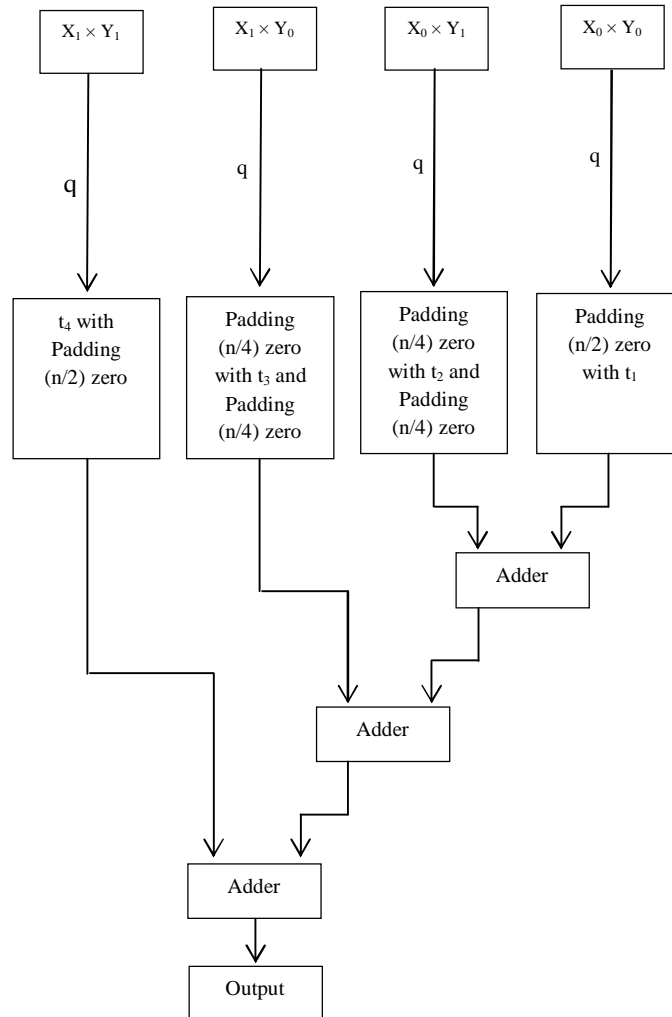 X₁ × Y₁
X₁ × Y₀
X₀ × Y₁
X₀ × Y₀
q
q
q
q
t₄ with
Padding
(n/2) zero
Padding
(n/4) zero
with t₃ and
Padding
(n/4) zero
Padding
(n/4) zero
with t₂ and
Padding
(n/4) zero
Padding
(n/2) zero
with t₁
Adder
Adder
Adder
Output